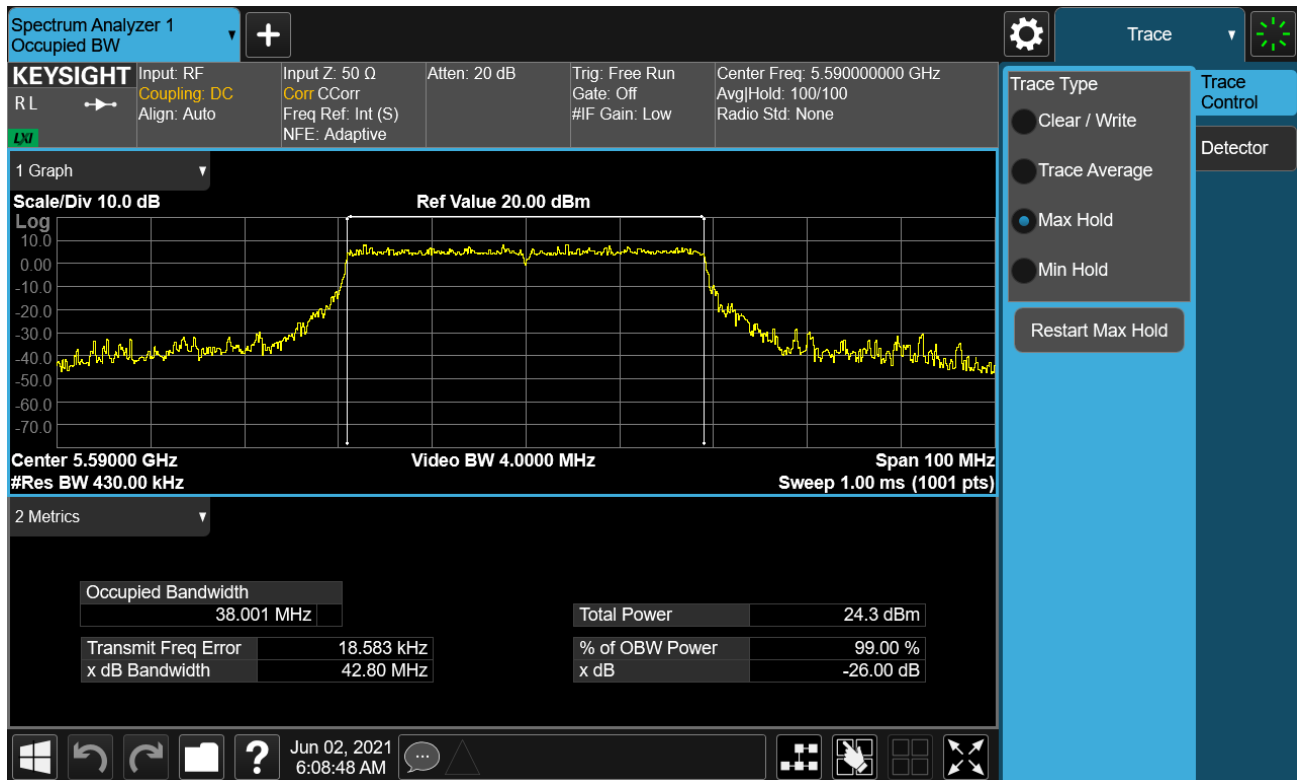 Spectrum Analyzer 1
Occupied BW
Trace
KEYSIGHT
R L
LXI
Input: RF
Coupling: DC
Align: Auto
Input Z: 50 Ω
Corr CCorr
Freq Ref: Int (S)
NFE: Adaptive
Atten: 20 dB
Trig: Free Run
Gate: Off
#IF Gain: Low
Center Freq: 5.590000000 GHz
Avg|Hold: 100/100
Radio Std: None
Trace Type
Clear / Write
Trace Average
Max Hold
Min Hold
Restart Max Hold
Trace
Control
Detector
1 Graph
Scale/Div 10.0 dB
Ref Value 20.00 dBm
Log
10.0
0.00
-10.0
-20.0
-30.0
-40.0
-50.0
-60.0
-70.0
Center 5.59000 GHz
Video BW 4.0000 MHz
Span 100 MHz
#Res BW 430.00 kHz
Sweep 1.00 ms (1001 pts)
2 Metrics
Occupied Bandwidth
38.001 MHz
Total Power 24.3 dBm
Transmit Freq Error 18.583 kHz
% of OBW Power 99.00 %
x dB Bandwidth 42.80 MHz
x dB -26.00 dB
?
Jun 02, 2021
6:08:48 AM